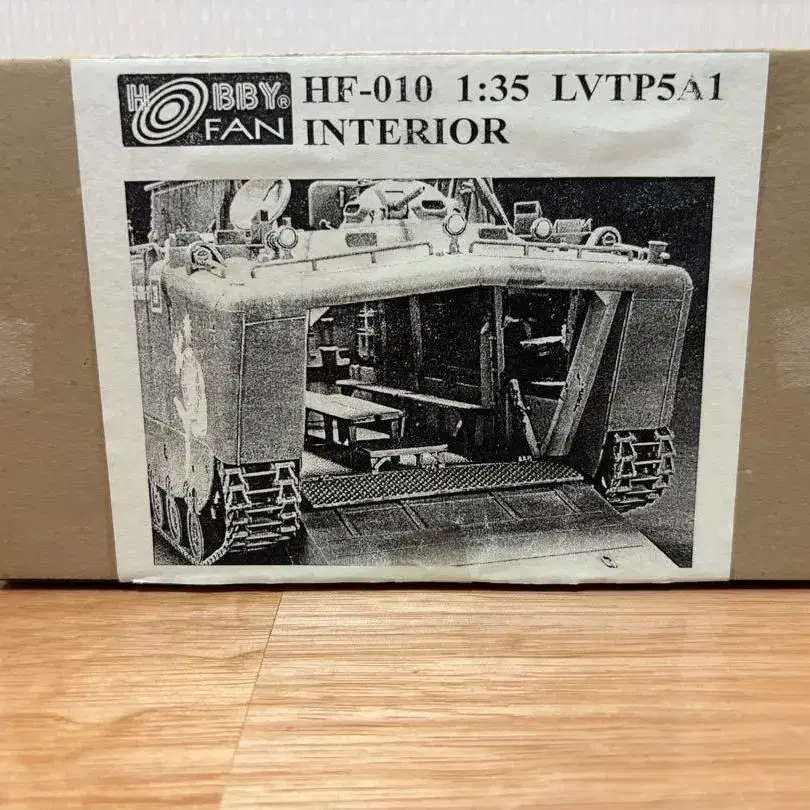 HOBBY® HF-010 1:35 LVTP5A1
FAN INTERIOR